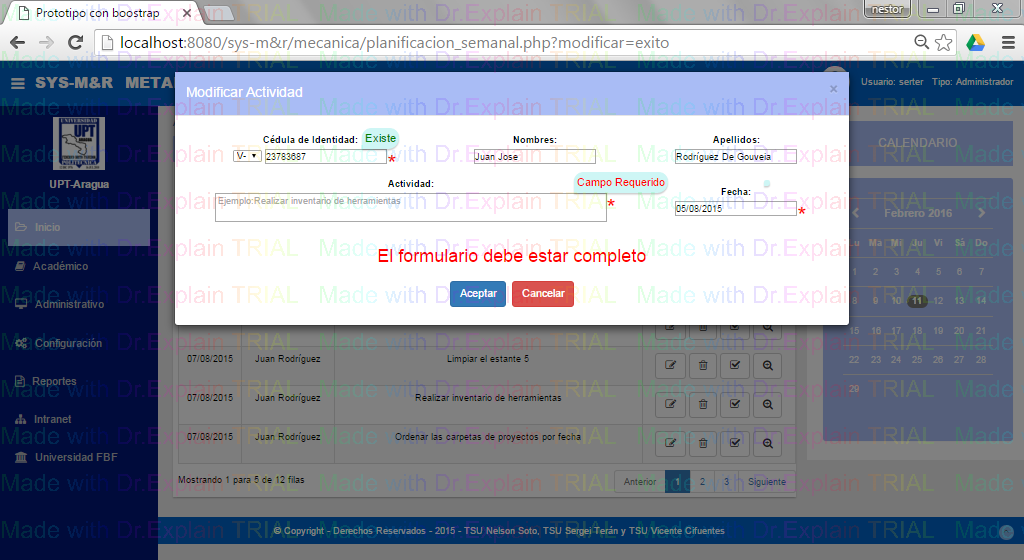 Prototipo con boostrap
nestor
localhost:8080/sys-m&r/mecanica/planificacion_semanal.php?modificar=exito
SYS-M&R META
Usuario: serter Tipo: Administrador
Modificar Actividad ×
UPT
UPT-Aragua
Inicio
Académico
Administrativo
Configuración
Reportes
Intranet
Universidad FBF
Cédula de Identidad: Existe
Nombres:
Apellidos:
V- 23783687 *
Juan Jose
Rodríguez De Gouveia
Actividad: Campo Requerido
Fecha:
Ejemplo:Realizar inventario de herramientas *
05/08/2015 *
El formulario debe estar completo
Aceptar Cancelar
CALENDARIO
Febrero 2016
Lu Ma Mi Ju Vi Sá Do
1 2 3 4 5 6 7
8 9 10 11 12 13 14
15 16 17 18 19 20 21
22 23 24 25 26 27 28
29
07/08/2015 Juan Rodríguez Limpiar el estante 5
07/08/2015 Juan Rodríguez Realizar inventario de herramientas
07/08/2015 Juan Rodríguez Ordenar las carpetas de proyectos por fecha
Mostrando 1 para 5 de 12 filas
Anterior 1 2 3 Siguiente
© Copyright - Derechos Reservados - 2015 - TSU Nelson Soto, TSU Sergei Terán y TSU Vicente Cifuentes
Made with Dr.Explain TRIAL